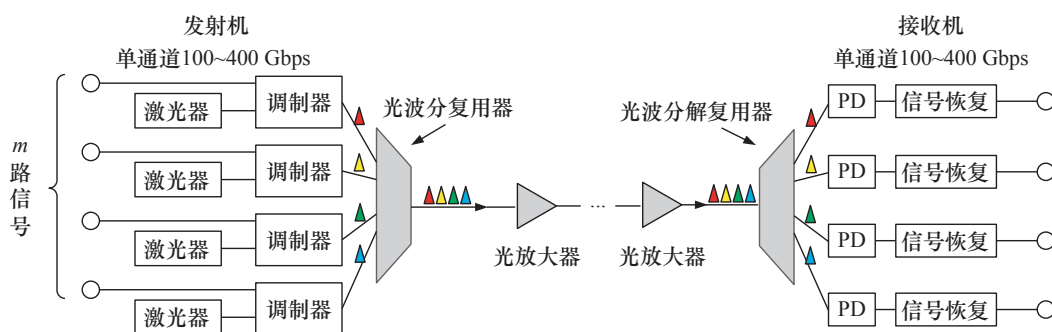 发射机
单通道100~400 Gbps
接收机
单通道100~400 Gbps
m
路
信
号
激光器
调制器
激光器
调制器
激光器
调制器
激光器
调制器
光波分复用器
光放大器
...
光放大器
光波分解复用器
PD
信号恢复
PD
信号恢复
PD
信号恢复
PD
信号恢复